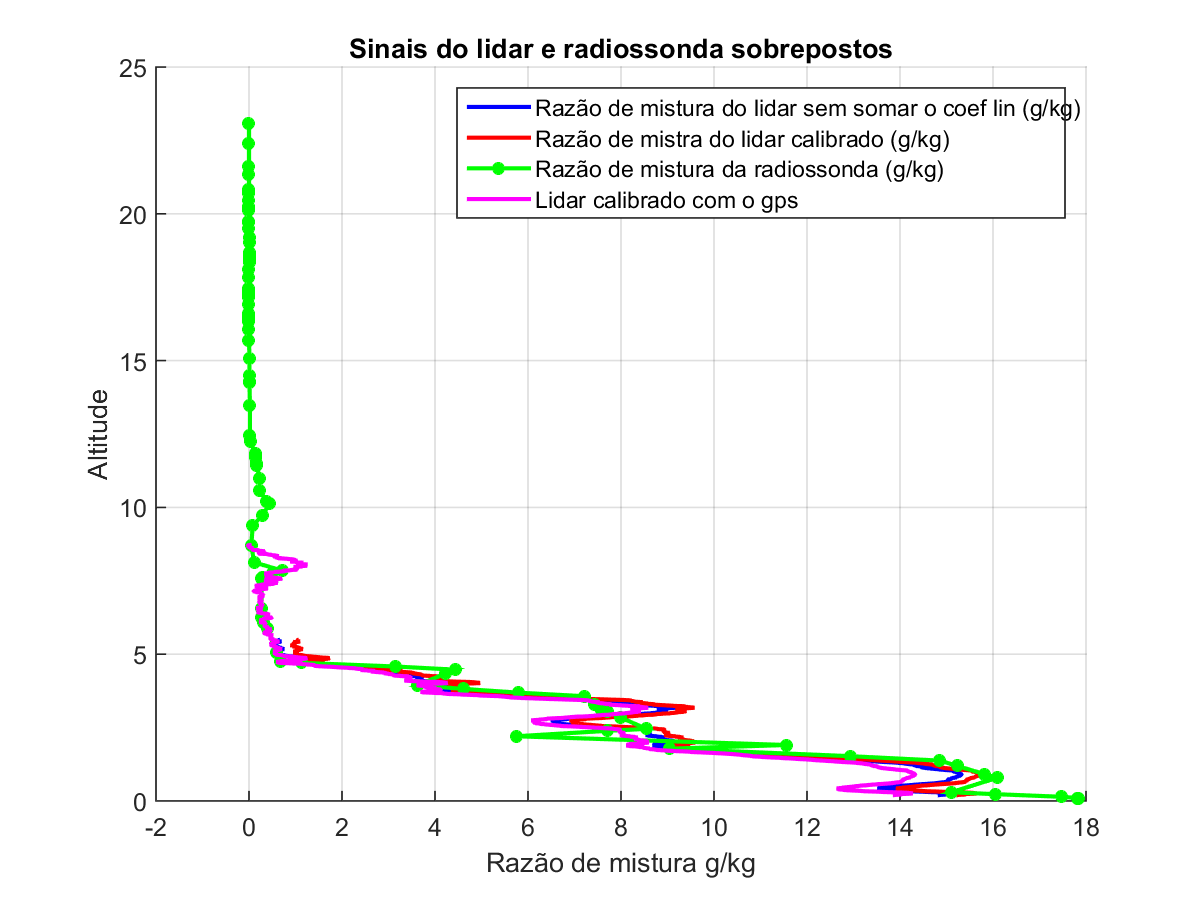 Sinais do lidar e radiossonda sobrepostos
25
20
15
10
5
0
Altitude
Razão de mistura do lidar sem somar o coef lin (g/kg)
Razão de mistra do lidar calibrado (g/kg)
Razão de mistura da radiossonda (g/kg)
Lidar calibrado com o gps
-2 0 2 4 6 8 10 12 14 16 18
Razão de mistura g/kg